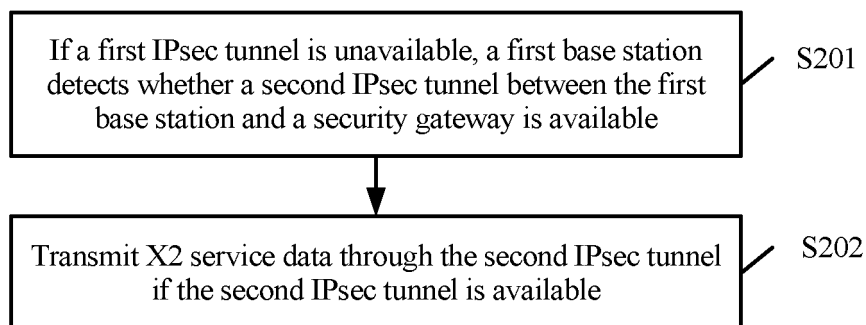 If a first IPsec tunnel is unavailable, a first base station
detects whether a second IPsec tunnel between the first
base station and a security gateway is available
S201
Transmit X2 service data through the second IPsec tunnel
if the second IPsec tunnel is available
S202